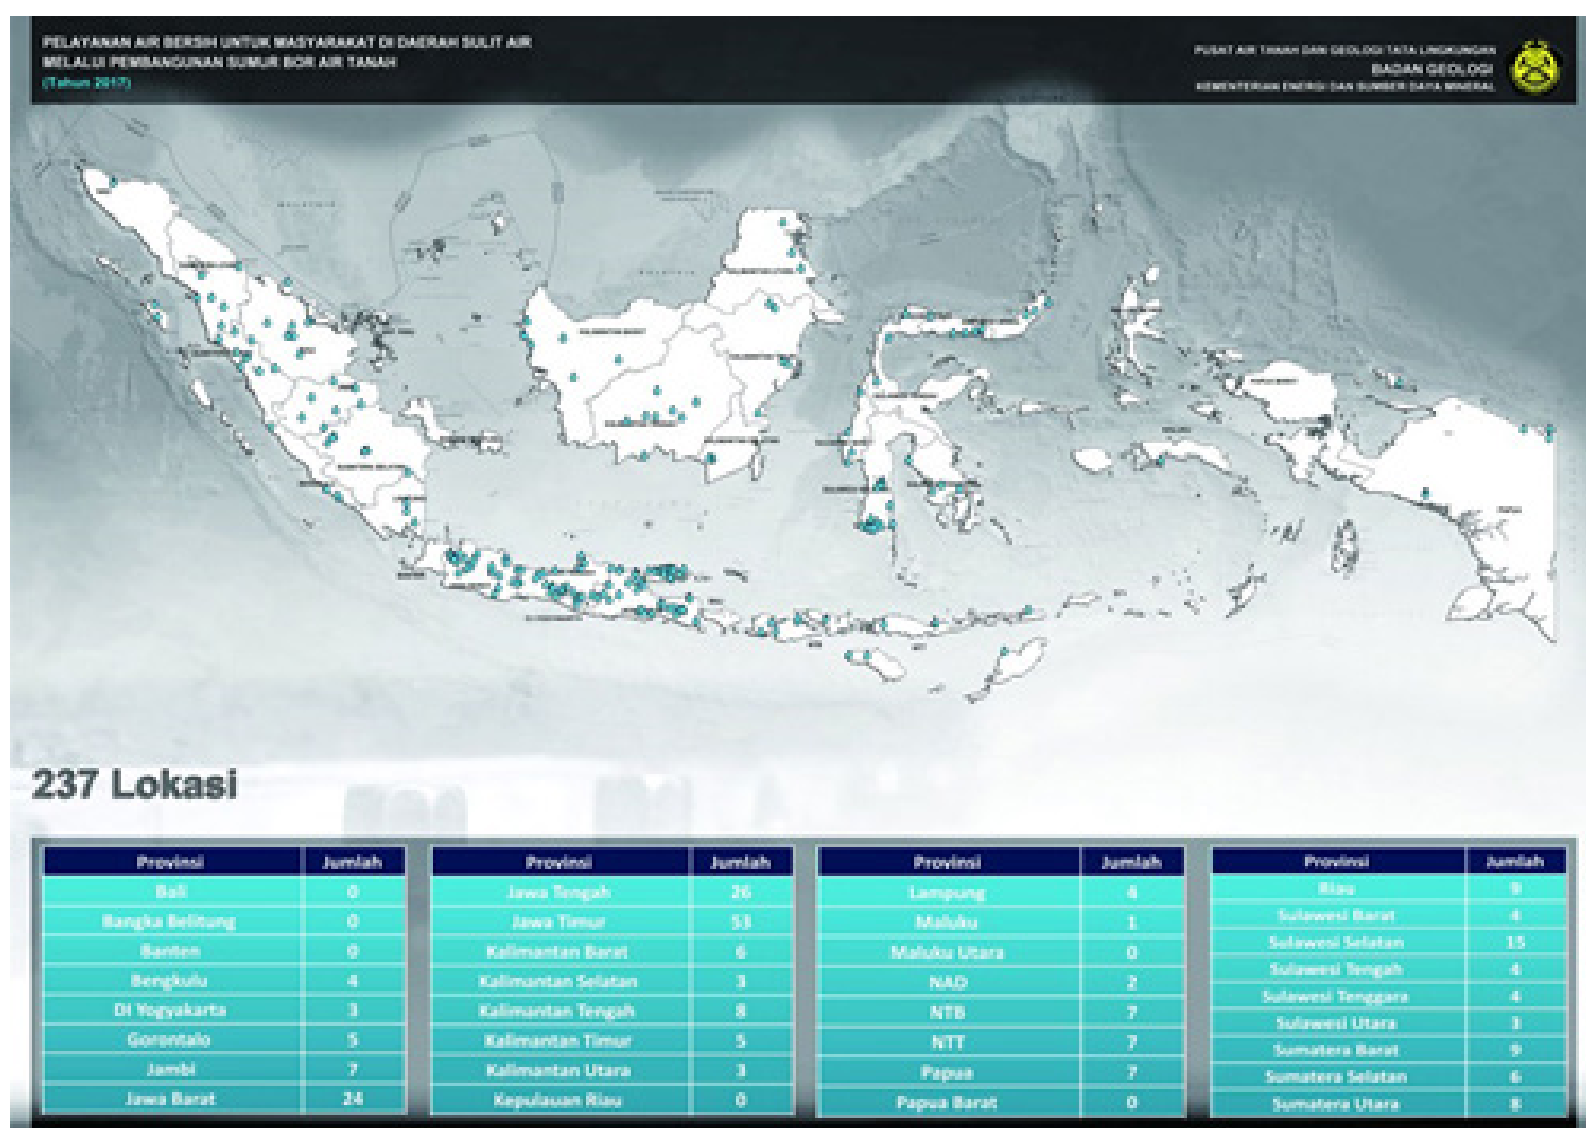 PELAYANAN AIR BERSIH UNTUK MASYARAKAT DI DAERAH SULIT AIR
MELALUI PEMBANGUNAN SUMUR BOR AIR TANAH
(Tahun 2017)
PUSAT AIR TANAH DAN GEOLOGI TATA LINGKUNGAN
BADAN GEOLOGI
KEMENTERIAN ENERGI DAN SUMBER DAYA MINERAL
237 Lokasi
Provinsi Jumlah
Bali 0
Bangka Belitung 0
Banten 0
Bengkulu 4
DI Yogyakarta 3
Gorontalo 5
Jambi 7
Jawa Barat 24
Provinsi Jumlah
Jawa Tengah 26
Jawa Timur 53
Kalimantan Barat 6
Kalimantan Selatan 3
Kalimantan Tengah 8
Kalimantan Timur 5
Kalimantan Utara 3
Kepulauan Riau 0
Provinsi Jumlah
Lampung 4
Maluku 1
Maluku Utara 0
NAD 2
NTB 7
NTT 7
Papua 7
Papua Barat 0
Provinsi Jumlah
Riau 9
Sulawesi Barat 4
Sulawesi Selatan 15
Sulawesi Tengah 4
Sulawesi Tenggara 4
Sulawesi Utara 3
Sumatera Barat 9
Sumatera Selatan 6
Sumatera Utara 8